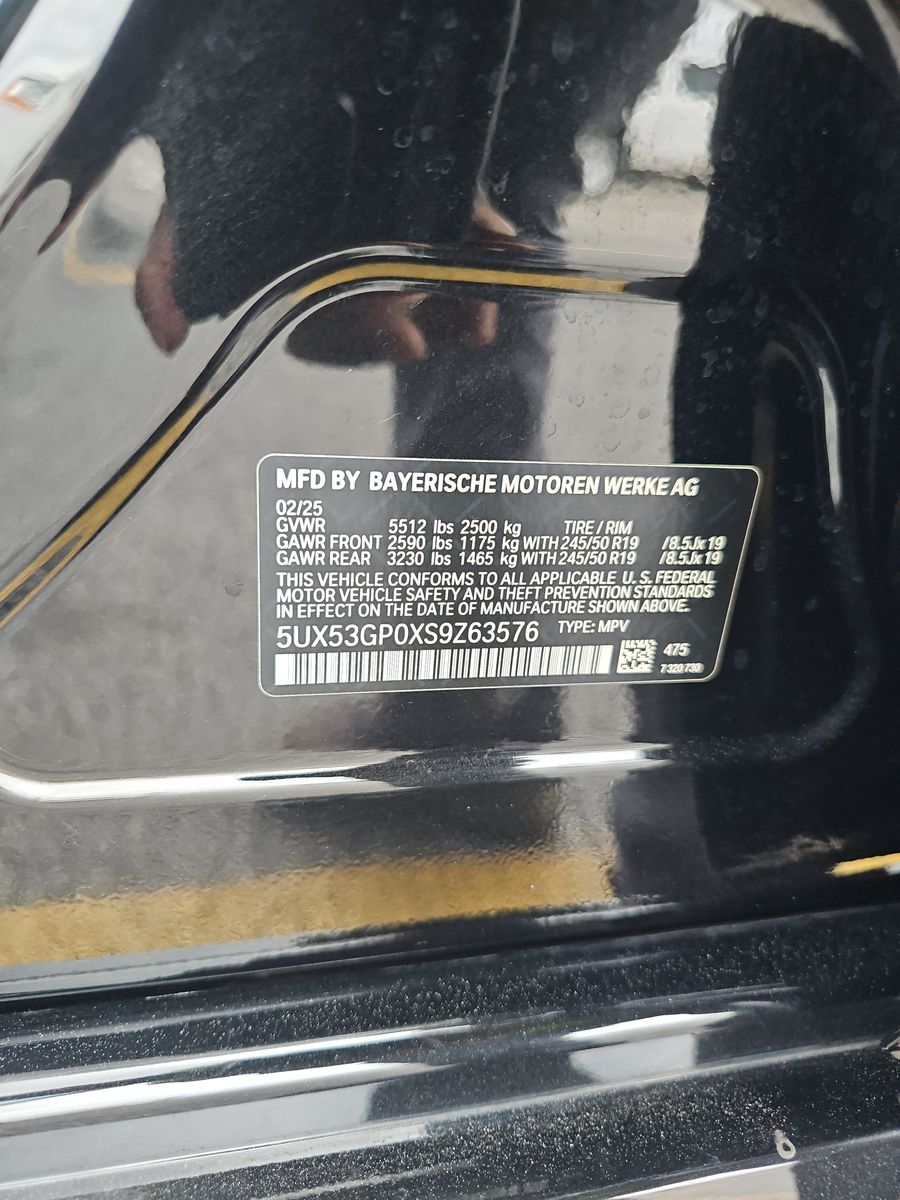 MFD BY BAYERISCHE MOTOREN WERKE AG
02/25
GVWR 5512 lbs 2500 kg TIRE / RIM
GAWR FRONT 2590 lbs 1175 kg WITH 245/50 R19 /8.5Jx19
GAWR REAR 3230 lbs 1465 kg WITH 245/50 R19 /8.5Jx19
THIS VEHICLE CONFORMS TO ALL APPLICABLE U.S. FEDERAL
MOTOR VEHICLE SAFETY AND THEFT PREVENTION STANDARDS
IN EFFECT ON THE DATE OF MANUFACTURE SHOWN ABOVE.
5UX53GP0XS9Z63576 TYPE: MPV
475
7 320 730